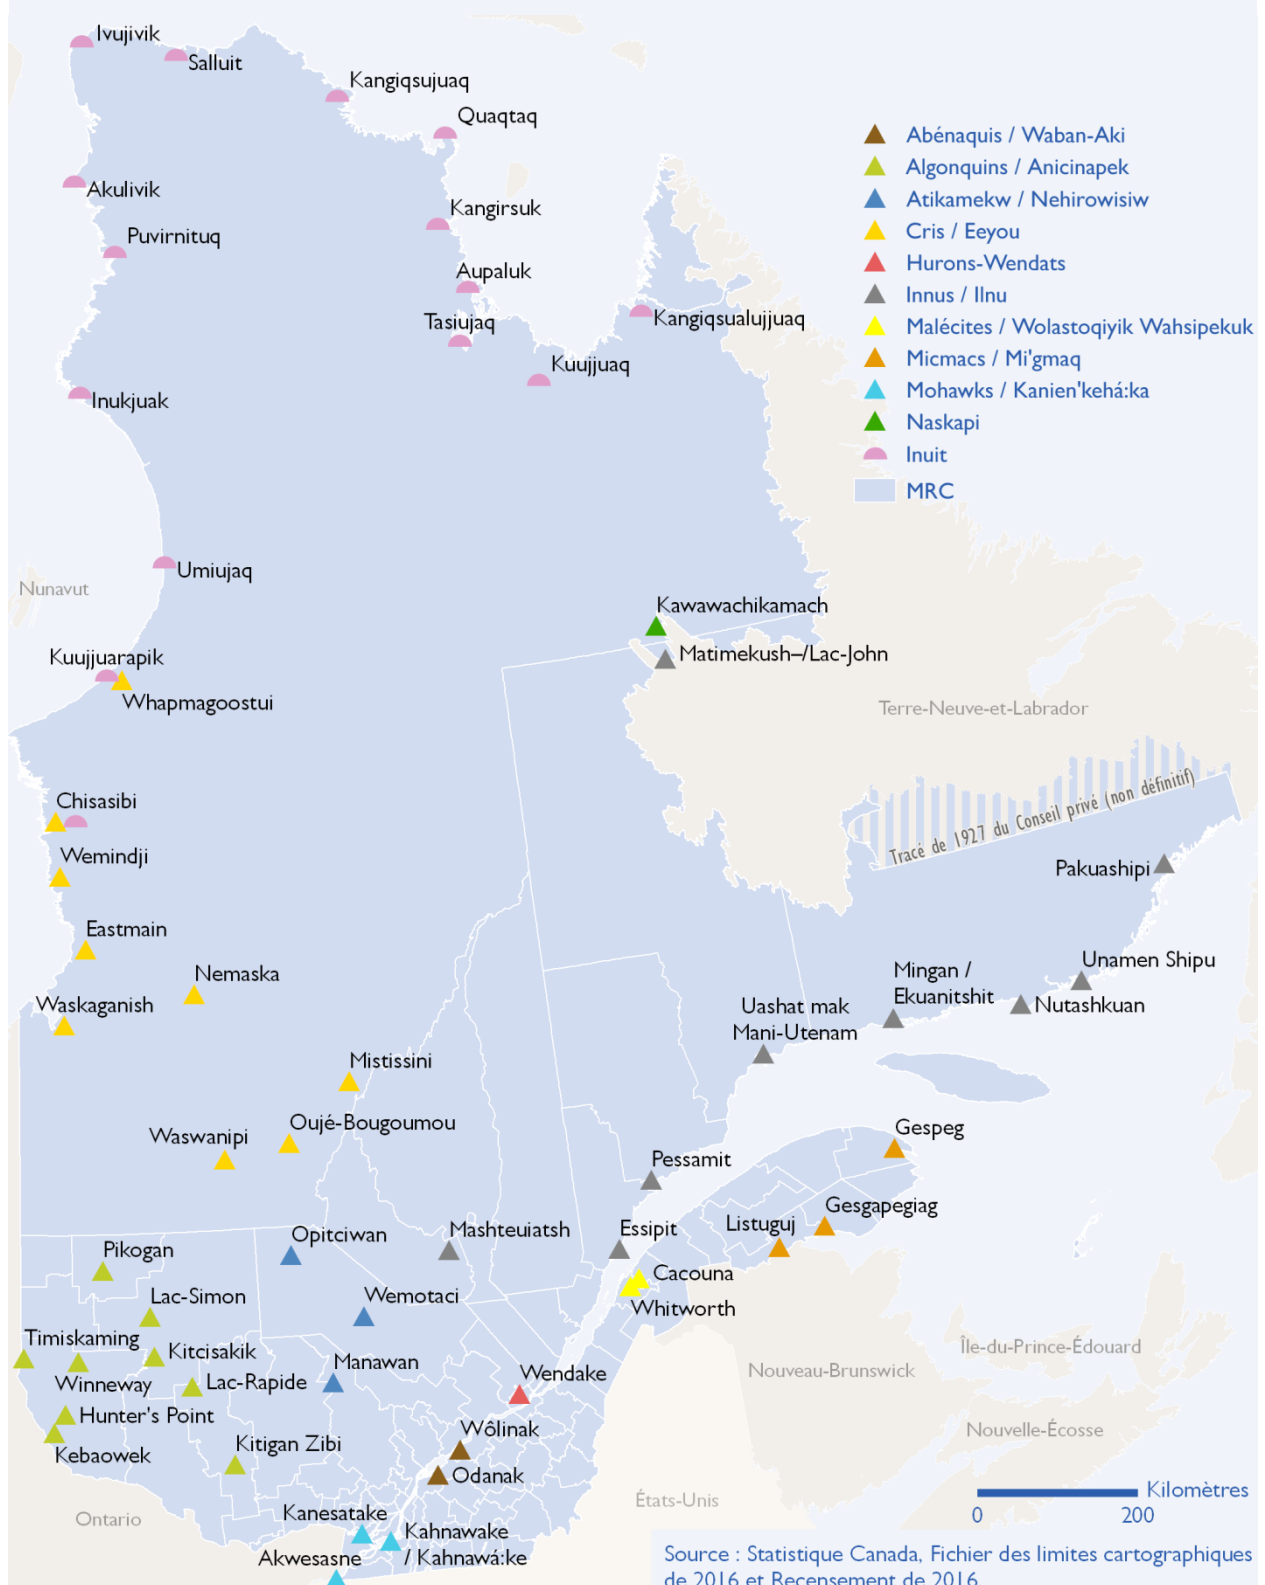 Ivujivik
Salluit
Kangiqsujuaq
Quaqtaq
Abénaquis / Waban-Aki
Algonquins / Anicinapek
Atikamekw / Nehirowisiw
Cris / Eeyou
Hurons-Wendats
Innus / Ilnu
Malécites / Wolastoqiyik Wahsipekuk
Micmacs / Mi'gmaq
Mohawks / Kanien'kehá:ka
Naskapi
Inuit
MRC
Akulivik
Kangirsuk
Puvirnituq
Aupaluk
Tasiujaq
Kangiqsualujjuaq
Kuujjuaq
Inukjuak
Umiujaq
Nunavut
Kawawachikamach
Matimekush–/Lac-John
Kuujjuarapik
Whapmagoostui
Terre-Neuve-et-Labrador
Tracé de 1927 du Conseil privé (non définitif)
Chisasibi
Wemindji
Pakuashipi
Eastmain
Nemaska
Waskaganish
Unamen Shipu
Mingan /
Ekuanitshit
Nutashkuan
Uashat mak
Mani-Utenam
Mistissini
Oujé-Bougoumou
Waswanipi
Gespeg
Pessamit
Gesgapegiag
Listuguj
Essipit
Mashteuiatsh
Opitciwan
Pikogan
Cacouna
Whitworth
Lac-Simon
Wemotaci
Timiskaming
Kitcisakik
Manawan
Winneway
Lac-Rapide
Wendake
Île-du-Prince-Édouard
Nouveau-Brunswick
Hunter's Point
Kebaowek
Kitigan Zibi
Wôlinak
Odanak
Nouvelle-Écosse
États-Unis
Ontario
Kanesatake
Kahnawake
/ Kahnawá:ke
Akwesasne
Kilomètres
0 200
Source : Statistique Canada, Fichier des limites cartographiques
de 2016 et Recensement de 2016